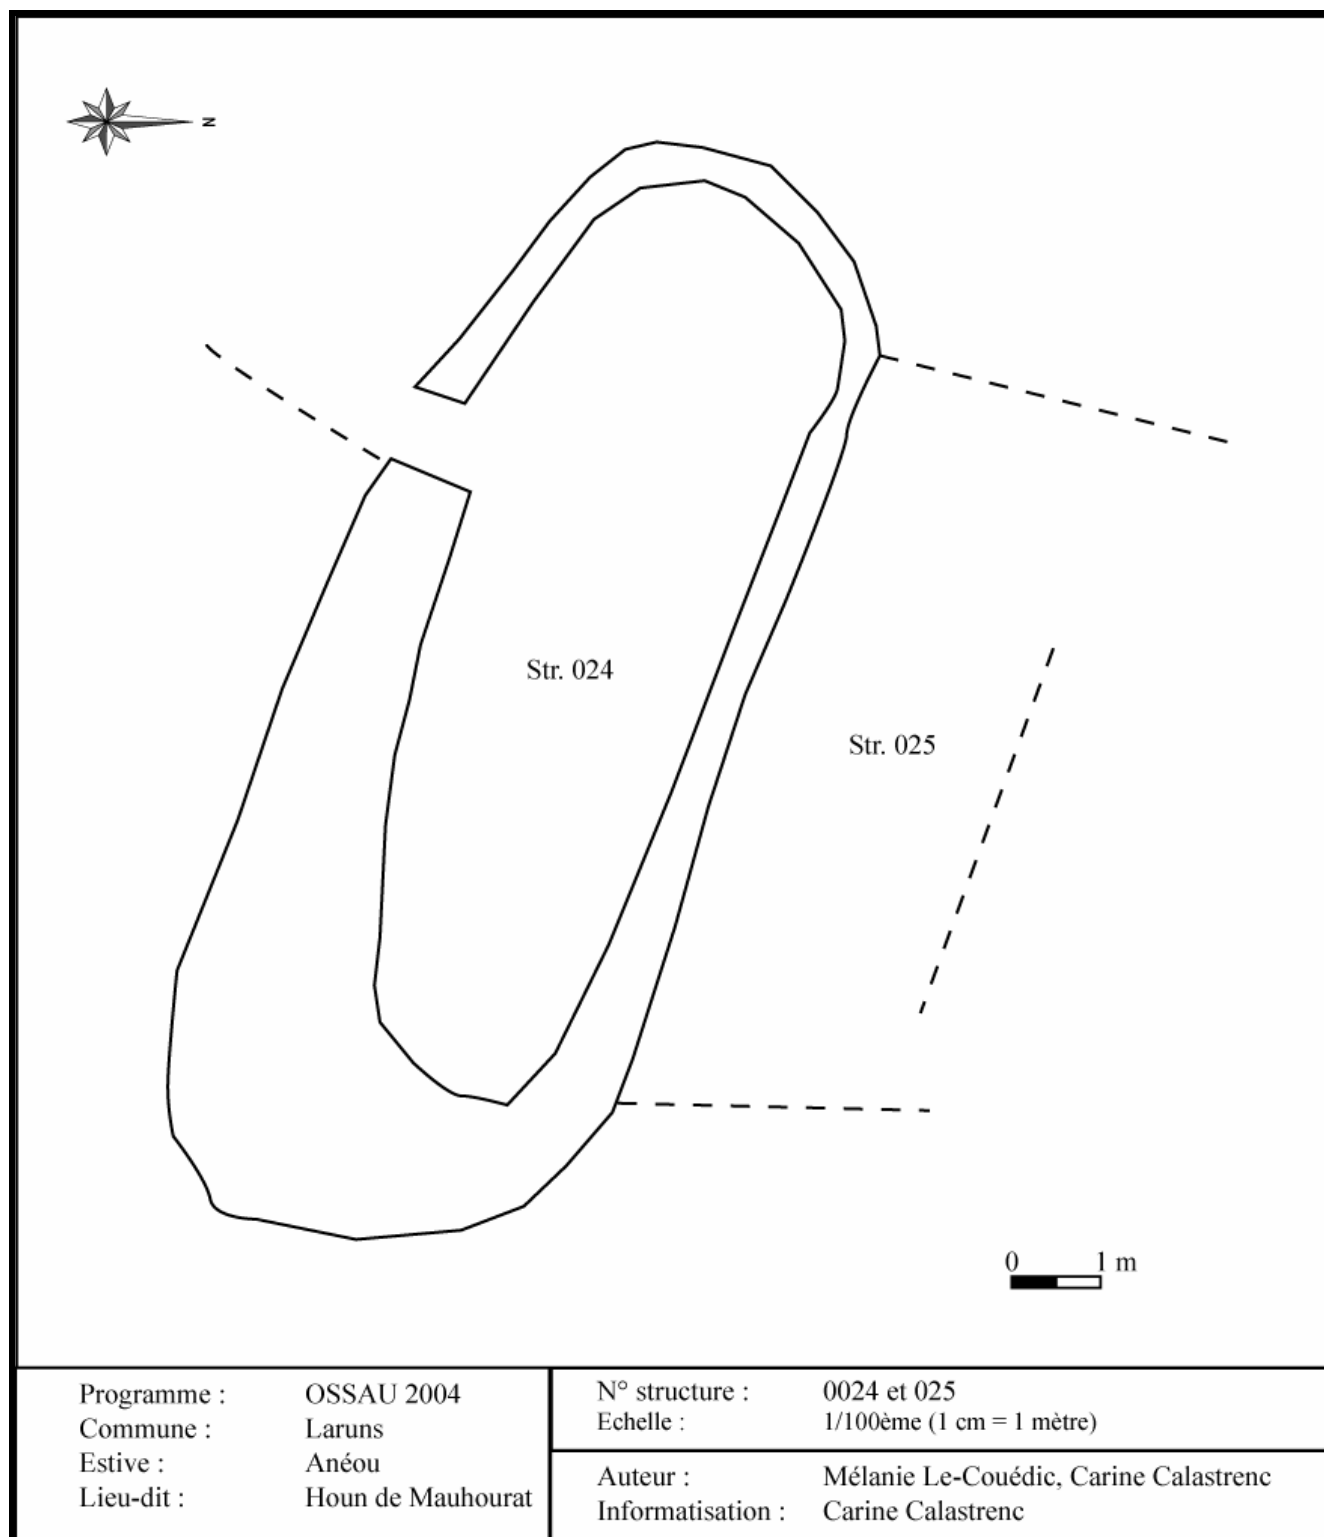 N
Str. 024
Str. 025
0 1 m
Programme : OSSAU 2004
Commune : Laruns
Estive : Anéou
Lieu-dit : Houn de Mauhourat
N° structure : 0024 et 025
Echelle : 1/100ème (1 cm = 1 mètre)
Auteur : Mélanie Le-Couédic, Carine Calastrenc
Informatisation : Carine Calastrenc